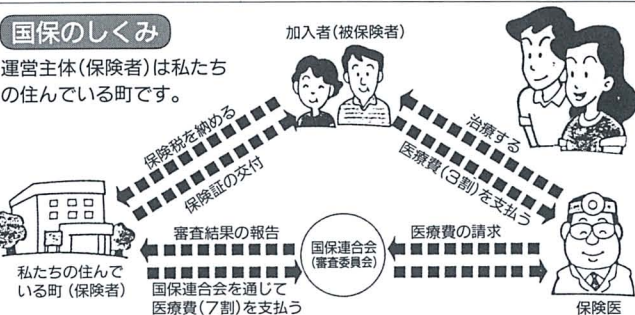 国保のしくみ
運営主体(保険者)は私たち
の住んでいる町です。
加入者(被保険者)
保険税を納める
保険証の交付
治療する
医療費(3割)を支払う
審査結果の報告
国保連合会
(審査委員会)
医療費の請求
私たちの住んで
いる町(保険者)
国保連合会を通じて
医療費(7割)を支払う
保険医